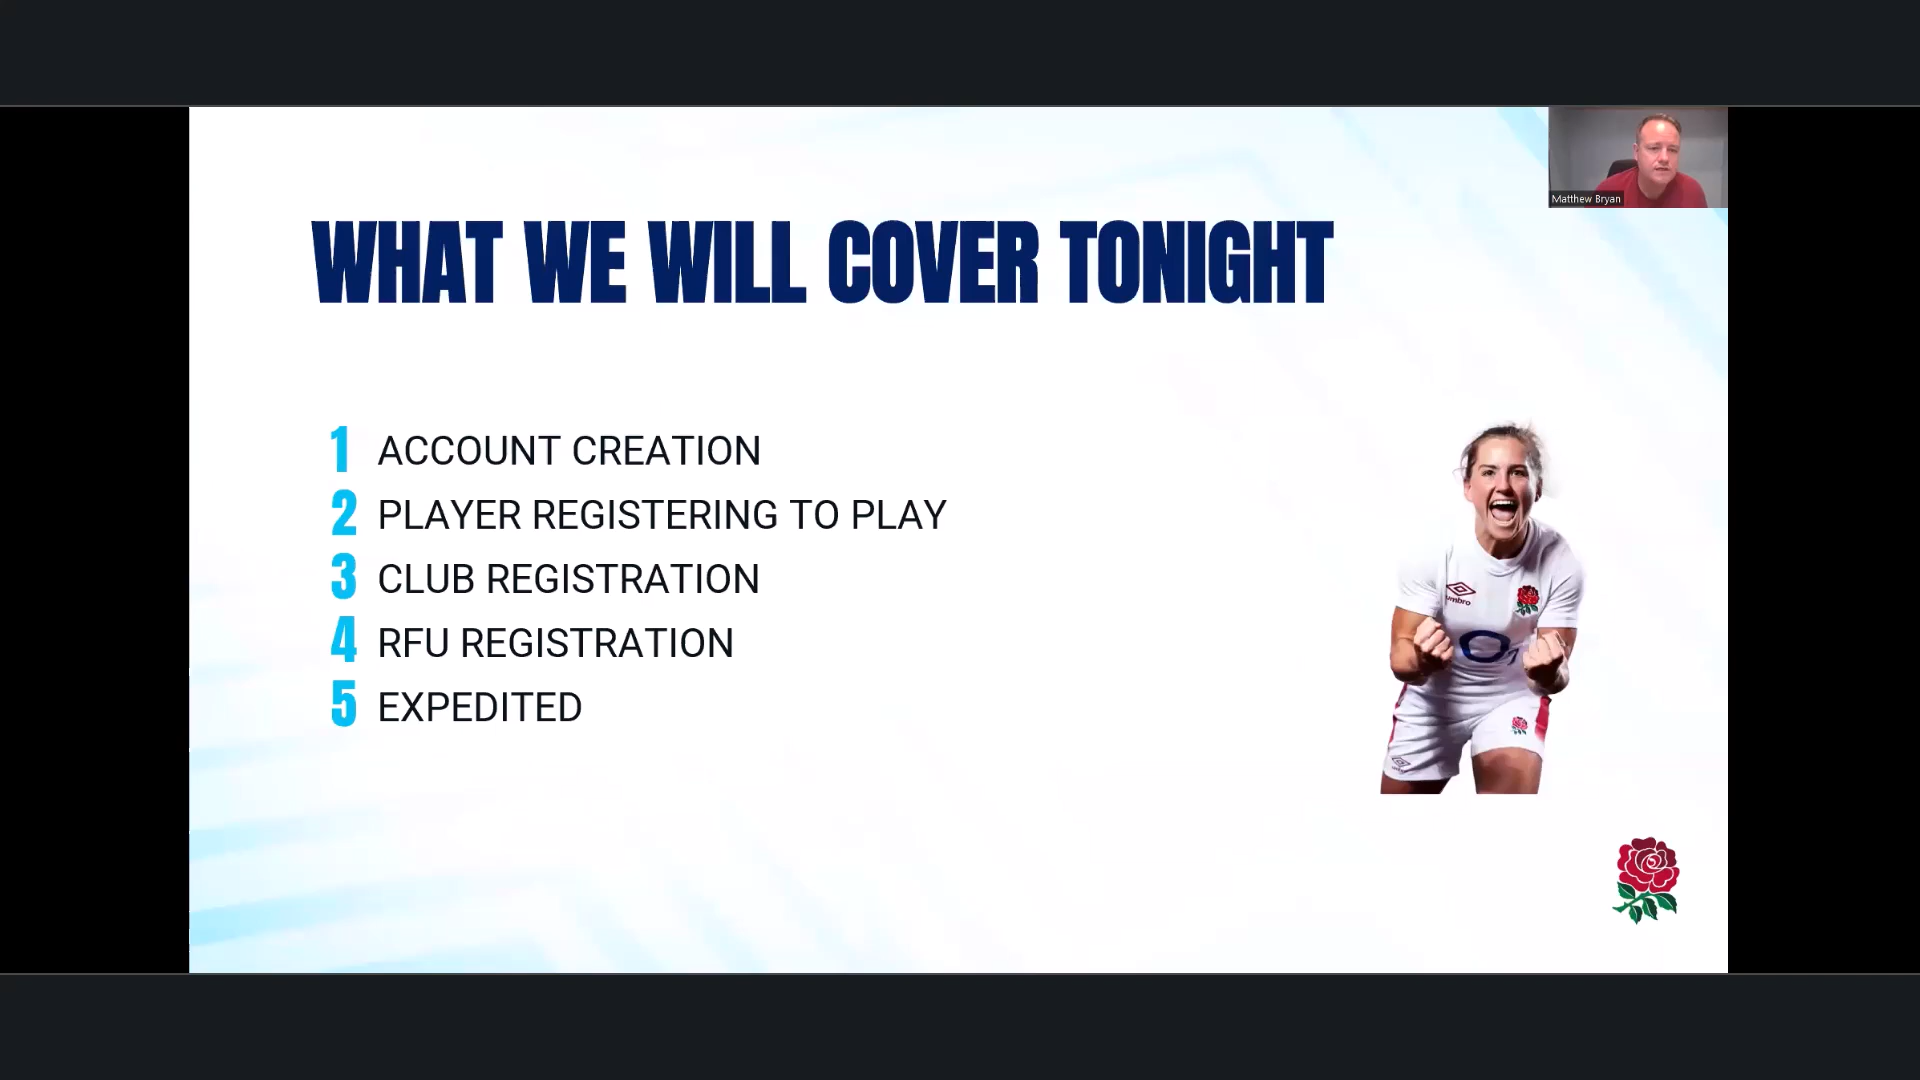 Matthew Bryan
WHAT WE WILL COVER TONIGHT
1 ACCOUNT CREATION
2 PLAYER REGISTERING TO PLAY
3 CLUB REGISTRATION
4 RFU REGISTRATION
5 EXPEDITED
umbro
O2